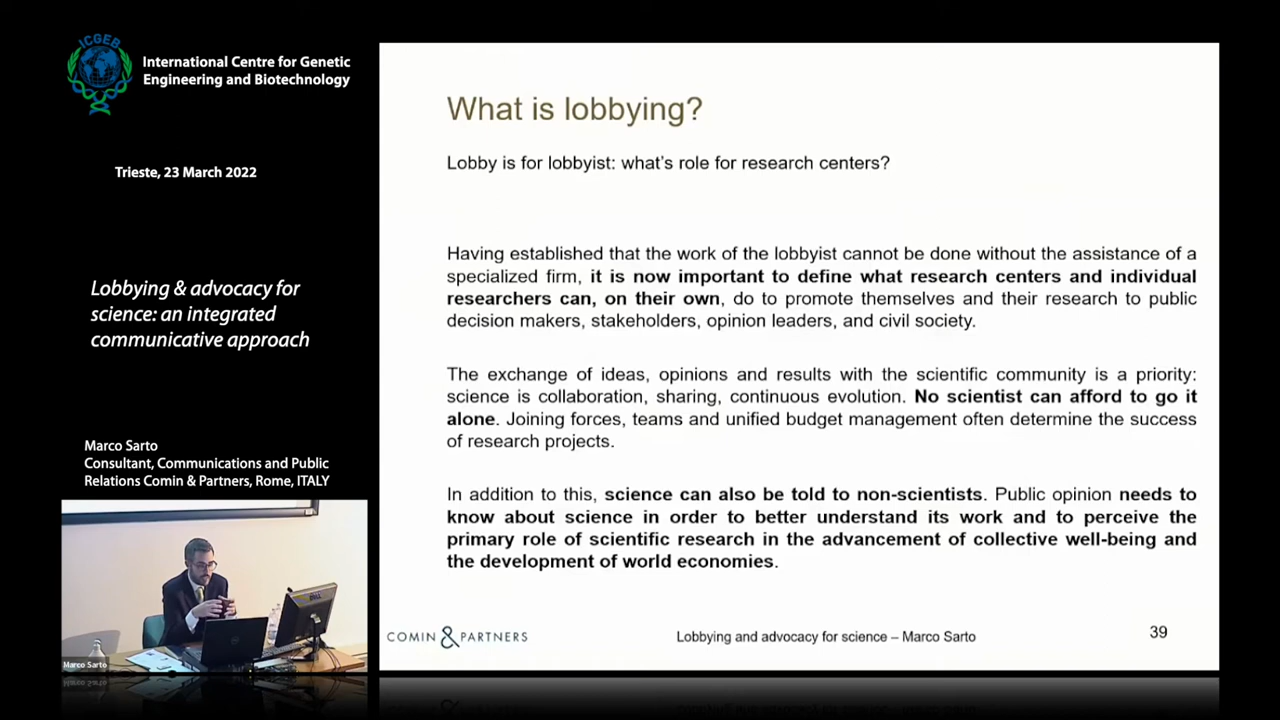 ICGEB
International Centre for Genetic
Engineering and Biotechnology
Trieste, 23 March 2022
Lobbying & advocacy for
science: an integrated
communicative approach
Marco Sarto
Consultant, Communications and Public
Relations Comin & Partners, Rome, ITALY
Marco Sarto
What is lobbying?
Lobby is for lobbyist: what's role for research centers?
Having established that the work of the lobbyist cannot be done without the assistance of a
specialized firm, it is now important to define what research centers and individual
researchers can, on their own, do to promote themselves and their research to public
decision makers, stakeholders, opinion leaders, and civil society.
The exchange of ideas, opinions and results with the scientific community is a priority:
science is collaboration, sharing, continuous evolution. No scientist can afford to go it
alone. Joining forces, teams and unified budget management often determine the success
of research projects.
In addition to this, science can also be told to non-scientists. Public opinion needs to
know about science in order to better understand its work and to perceive the
primary role of scientific research in the advancement of collective well-being and
the development of world economies.
COMIN & PARTNERS
Lobbying and advocacy for science – Marco Sarto
39